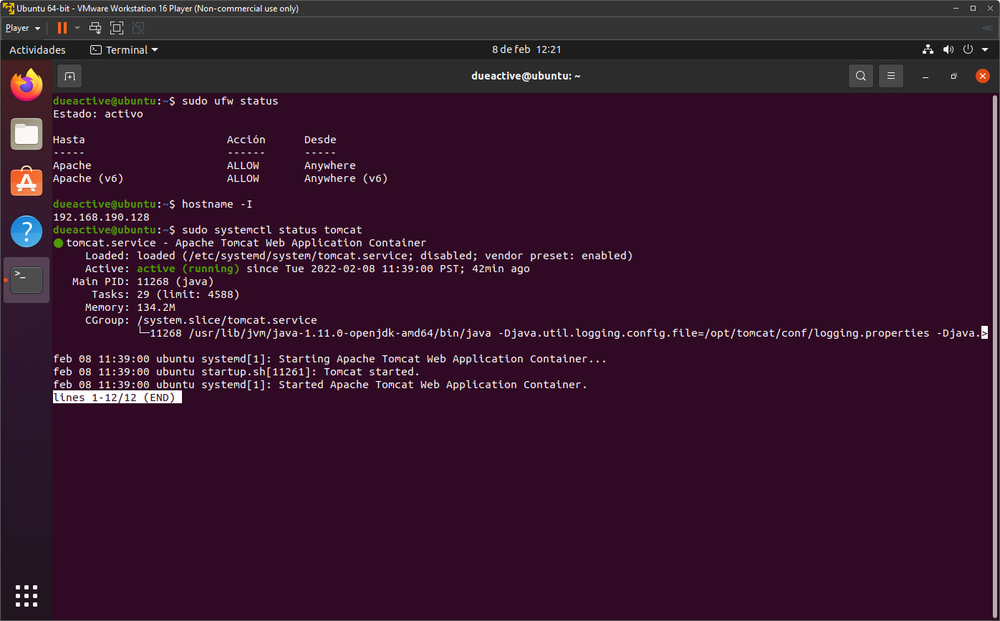 Ubuntu 64-bit - VMware Workstation 16 Player (Non-commercial use only)
Player
Actividades Terminal 8 de feb 12:21
dueactive@ubuntu: ~
dueactive@ubuntu:~$ sudo ufw status
Estado: activo
Hasta Acción Desde
----- ------ -----
Apache ALLOW Anywhere
Apache (v6) ALLOW Anywhere (v6)
dueactive@ubuntu:~$ hostname -I
192.168.190.128
dueactive@ubuntu:~$ sudo systemctl status tomcat
● tomcat.service - Apache Tomcat Web Application Container
Loaded: loaded (/etc/systemd/system/tomcat.service; disabled; vendor preset: enabled)
Active: active (running) since Tue 2022-02-08 11:39:00 PST; 42min ago
Main PID: 11268 (java)
Tasks: 29 (limit: 4588)
Memory: 134.2M
CGroup: /system.slice/tomcat.service
└─11268 /usr/lib/jvm/java-1.11.0-openjdk-amd64/bin/java -Djava.util.logging.config.file=/opt/tomcat/conf/logging.properties -Djava.>
feb 08 11:39:00 ubuntu systemd[1]: Starting Apache Tomcat Web Application Container...
feb 08 11:39:00 ubuntu startup.sh[11261]: Tomcat started.
feb 08 11:39:00 ubuntu systemd[1]: Started Apache Tomcat Web Application Container.
lines 1-12/12 (END)